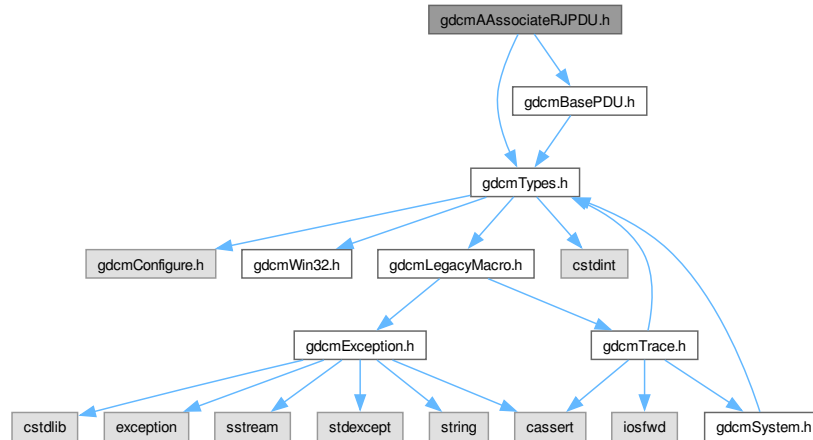 gdcmAAssociateRJPDU.h
gdcmBasePDU.h
gdcmTypes.h
gdcmConfigure.h
gdcmWin32.h
gdcmLegacyMacro.h
cstdint
gdcmException.h
gdcmTrace.h
cstdlib
exception
sstream
stdexcept
string
cassert
iosfwd
gdcmSystem.h